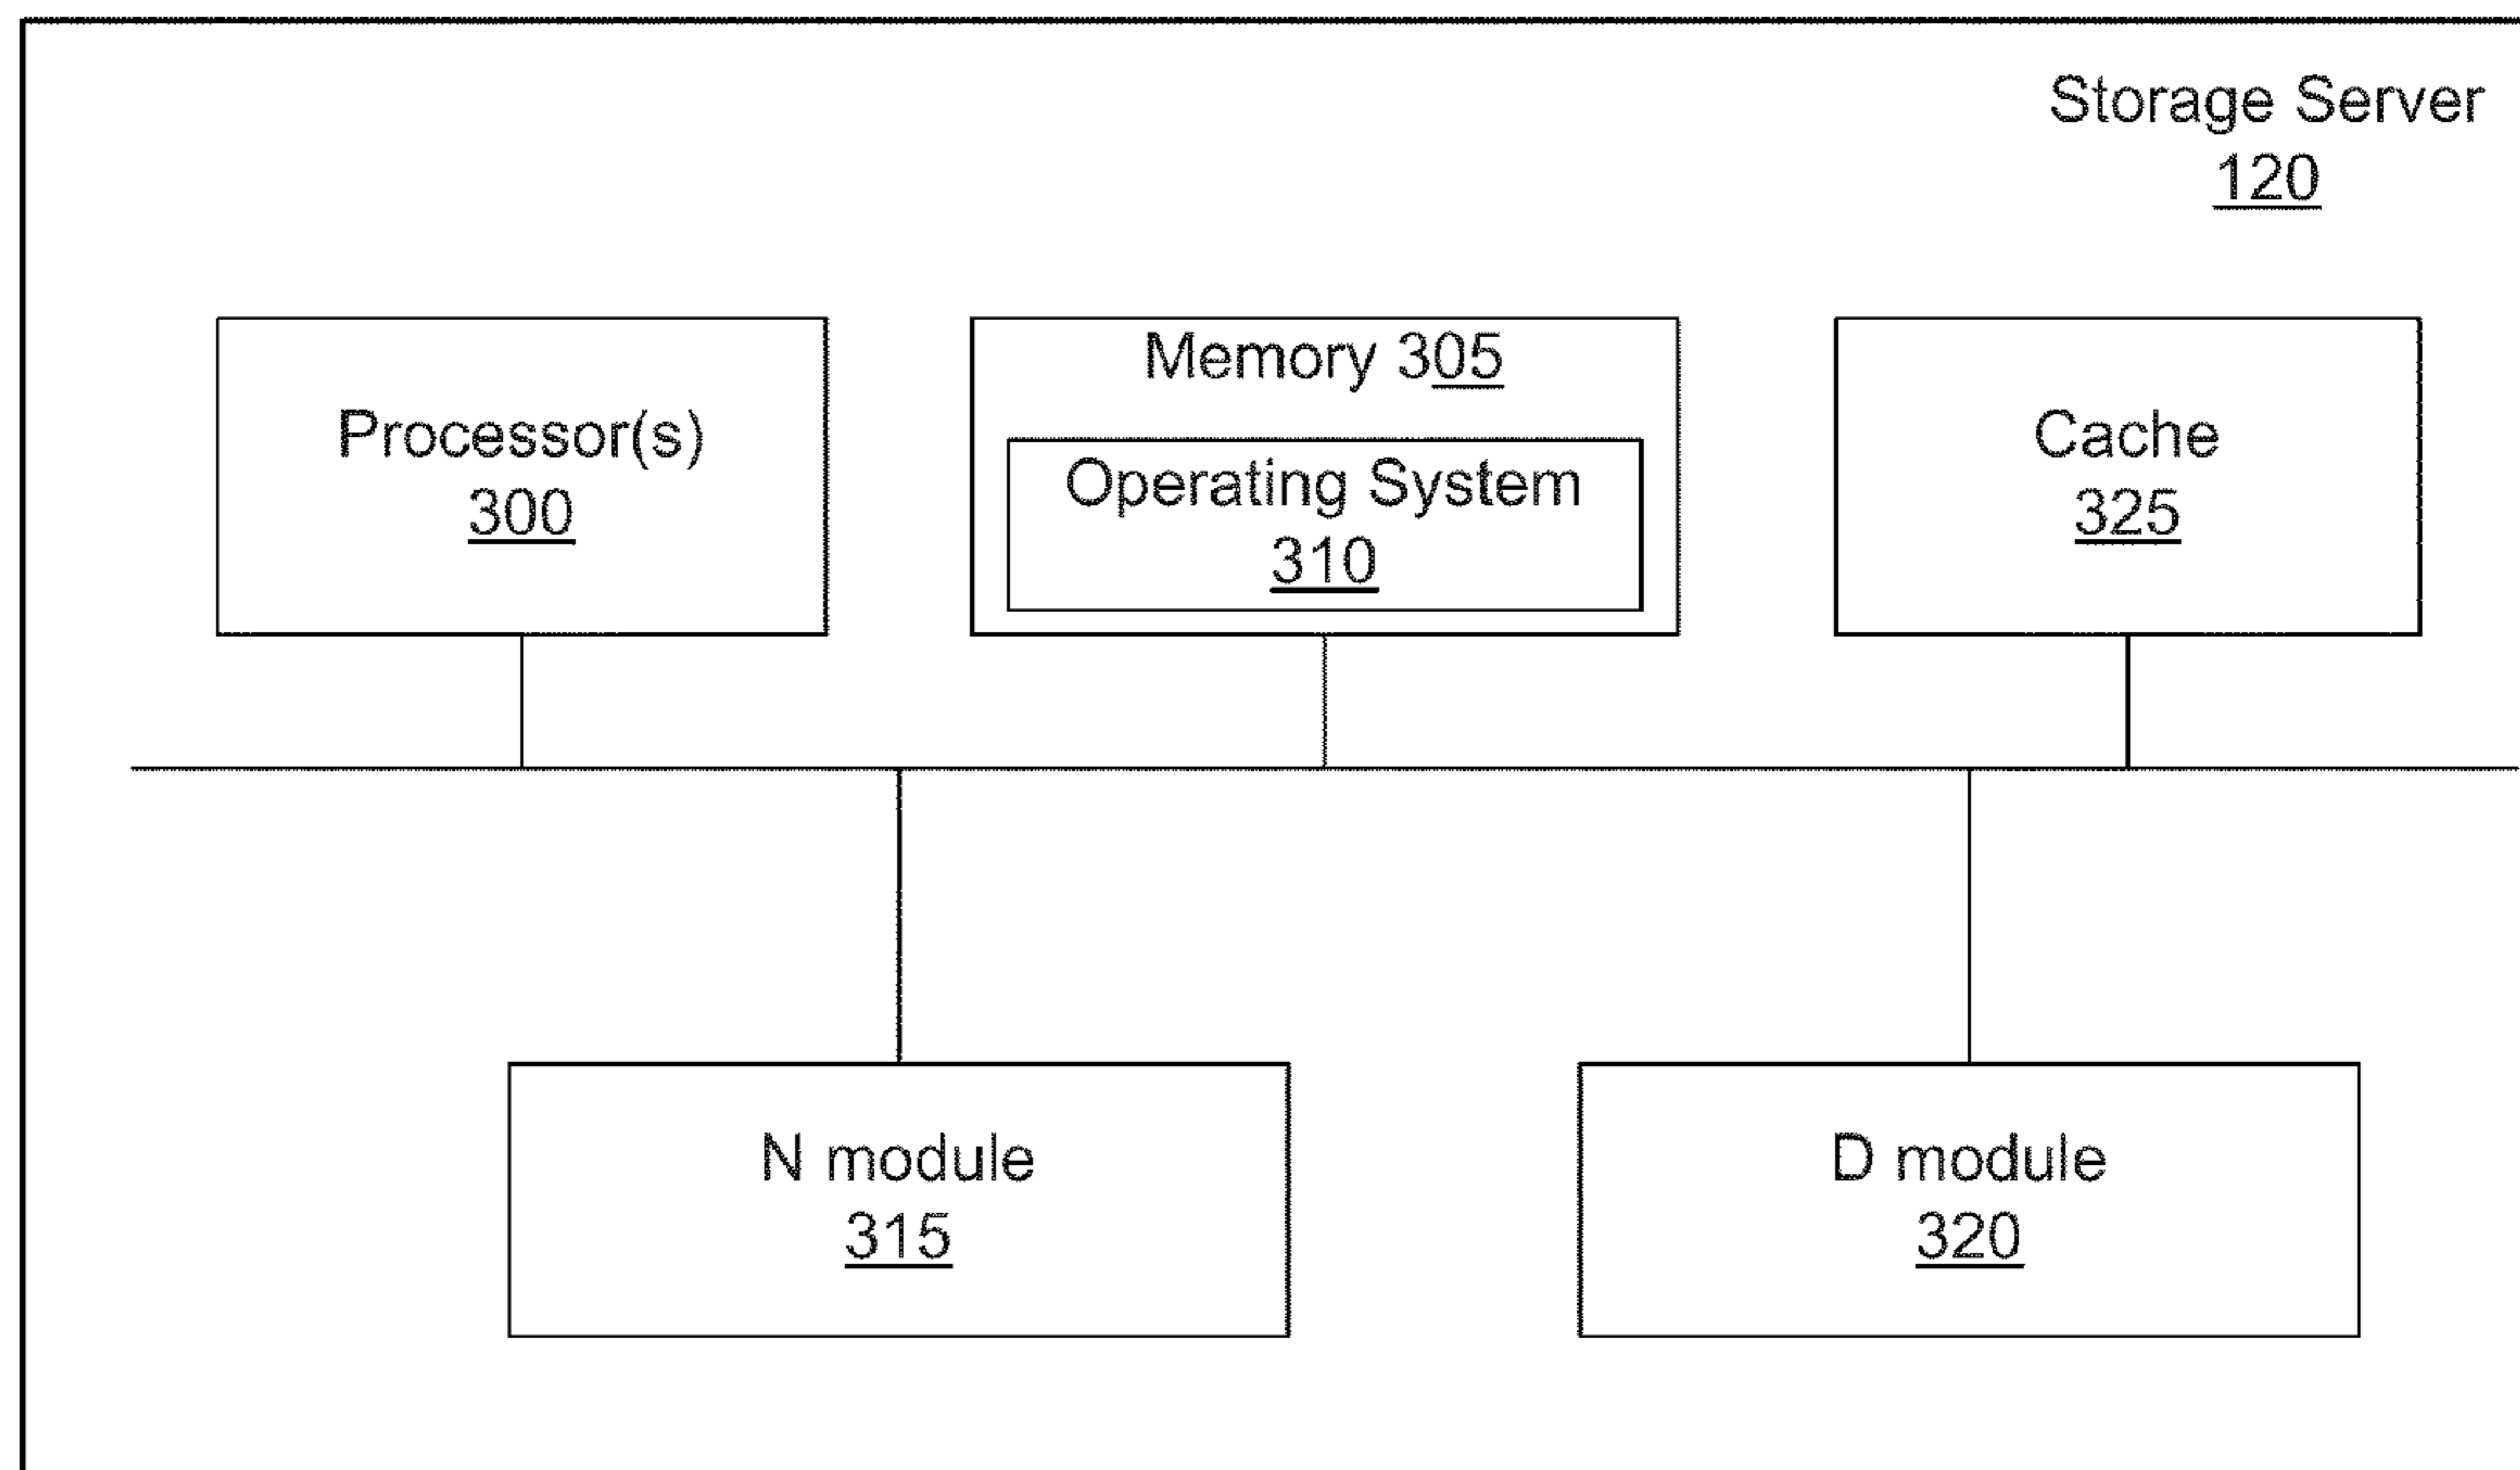 Storage Server
120
Processor(s)
300
Memory 305
Operating System
310
Cache
325
N module
315
D module
320